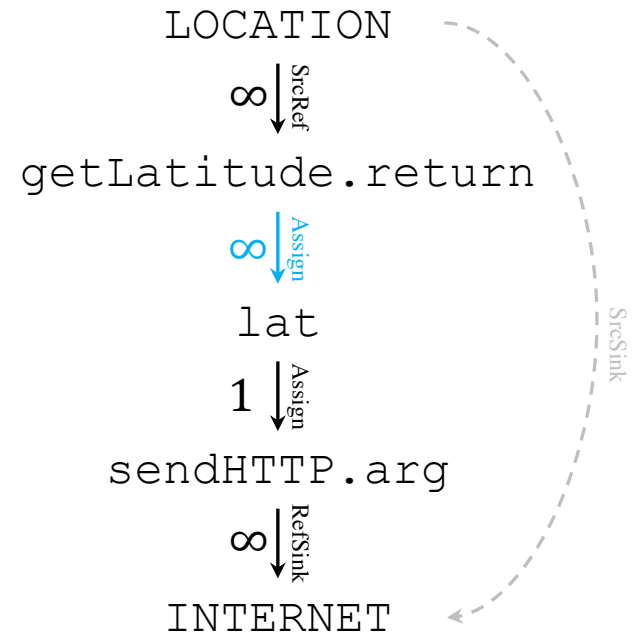 LOCATION
∞ SrcRef
getLatitude.return
∞ Assign
lat
1 Assign
sendHTTP.arg
∞ RefSink
INTERNET
SrcSink